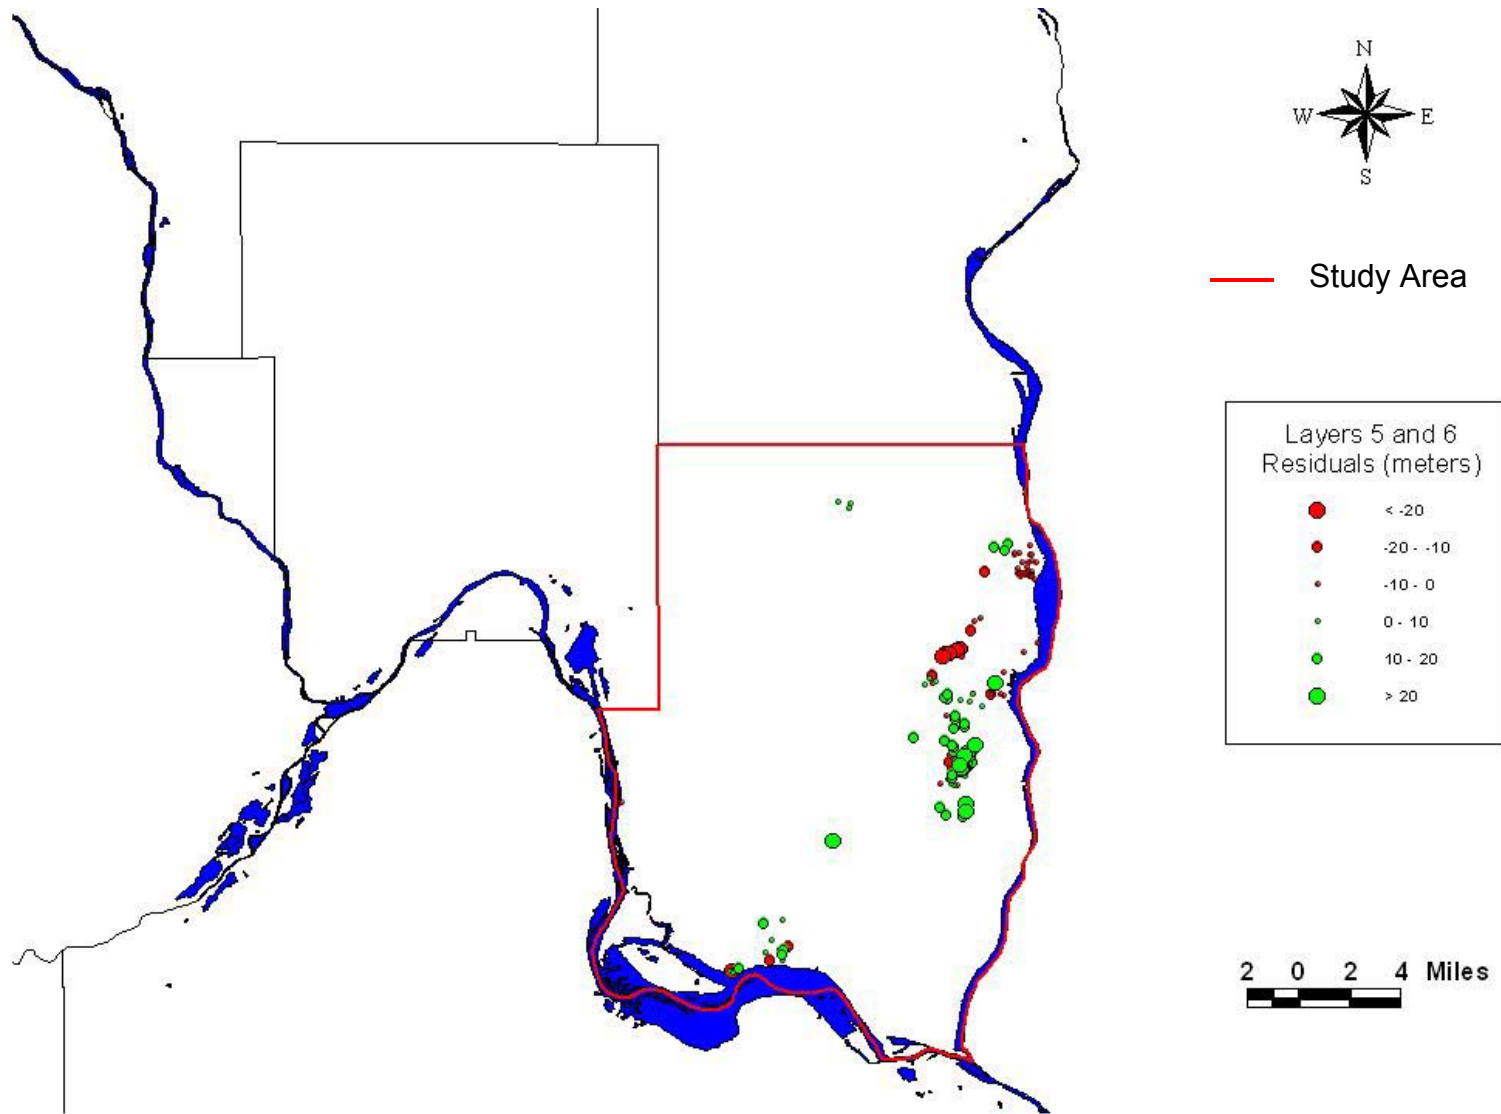 N
W E
S
Study Area
Layers 5 and 6
Residuals (meters)
< -20
-20 - -10
-10 - 0
0 - 10
10 - 20
> 20
2 0 2 4 Miles